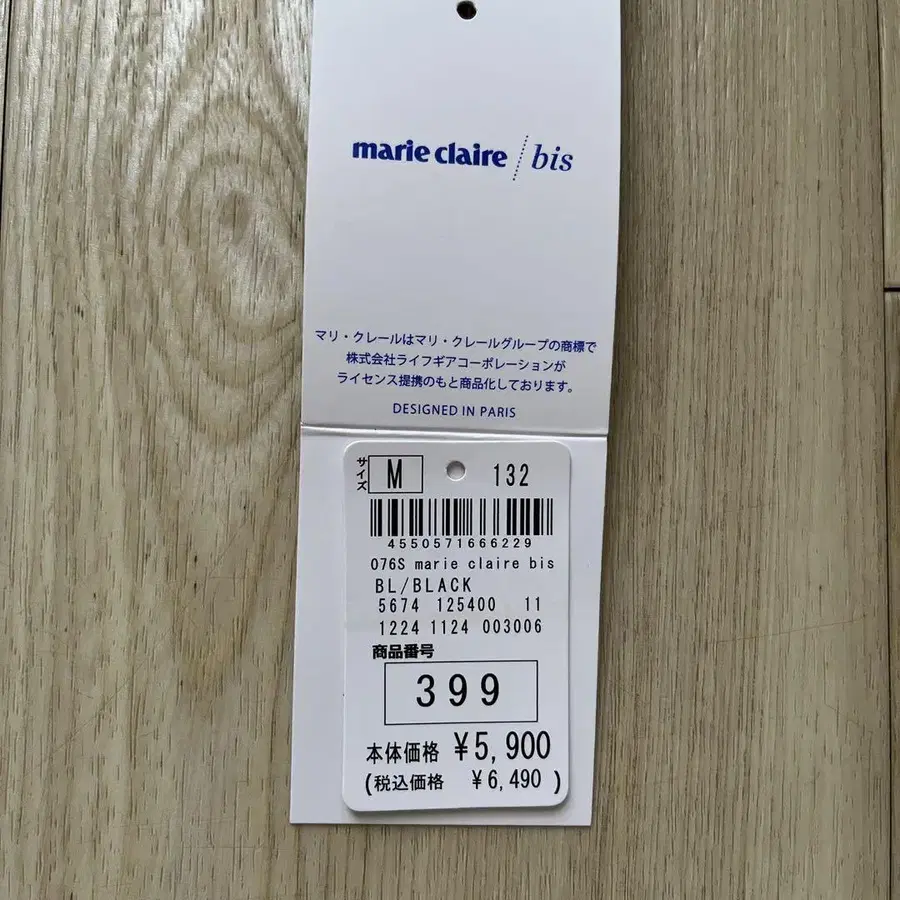 marie claire / bis
マリ・クレールはマリ・クレールグループの商標で
株式会社ライフギアコーポレーションが
ライセンス提携のもと商品化しております。
DESIGNED IN PARIS
サイズ M 132
4550571666229
076S marie claire bis
BL/BLACK
5674 125400 11
1224 1124 003006
商品番号
399
本体価格 ¥5,900
(税込価格 ¥6,490 )